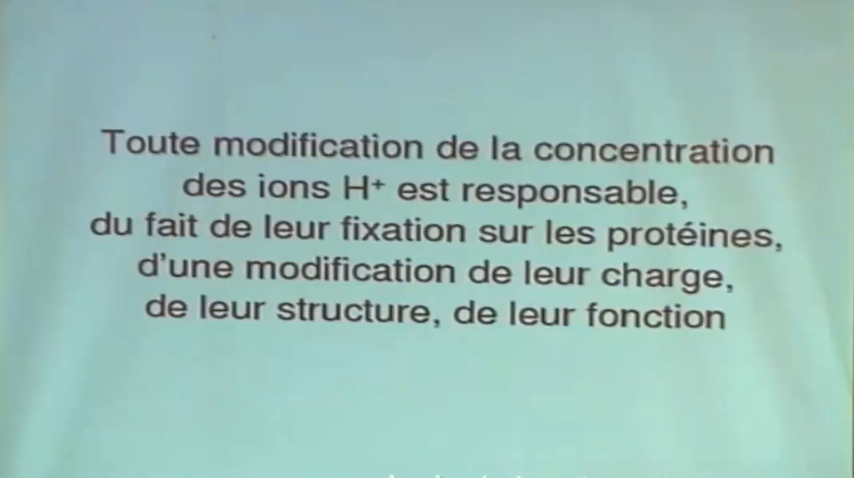 Toute modification de la concentration
des ions H⁺ est responsable,
du fait de leur fixation sur les protéines,
d'une modification de leur charge,
de leur structure, de leur fonction